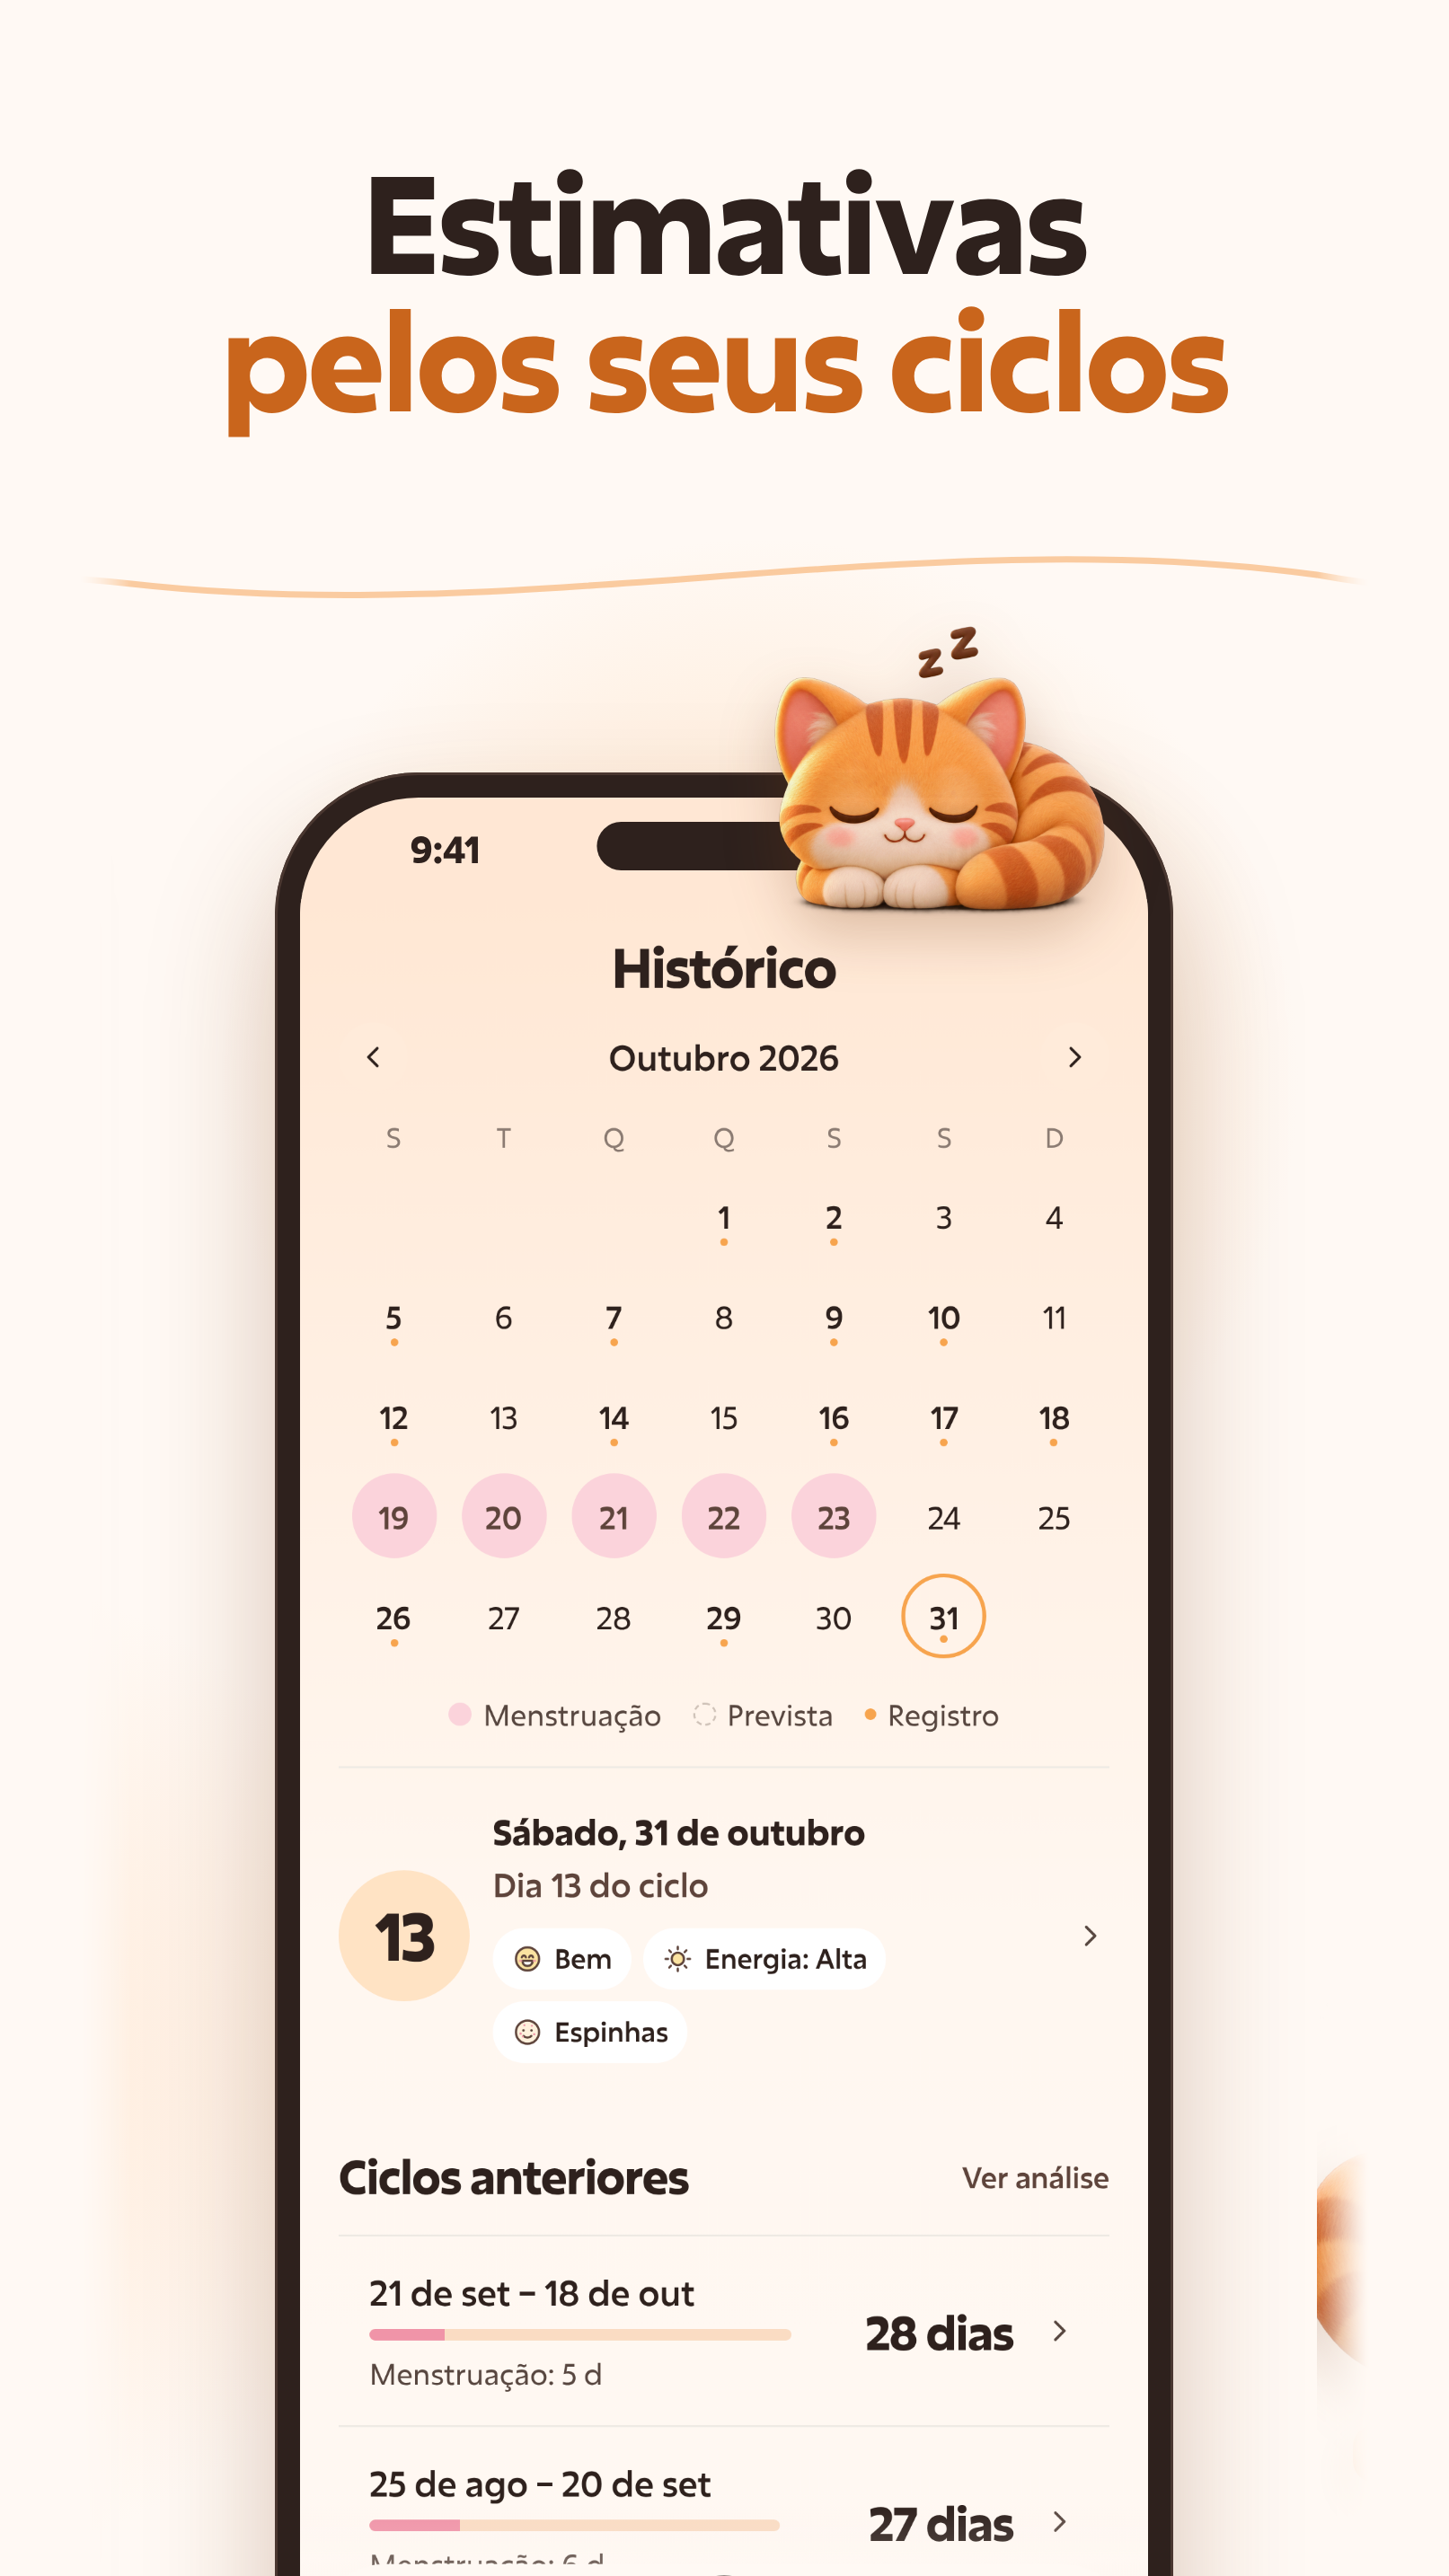 Estimativas
pelos seus ciclos
z z
9:41
Histórico
Outubro 2026
S T Q Q S S D
1 2 3 4
5 6 7 8 9 10 11
12 13 14 15 16 17 18
19 20 21 22 23 24 25
26 27 28 29 30 31
Menstruação Prevista Registro
Sábado, 31 de outubro
Dia 13 do ciclo
13
Bem Energia: Alta
Espinhas
Ciclos anteriores Ver análise
21 de set – 18 de out
28 dias
Menstruação: 5 d
25 de ago – 20 de set
27 dias
Menstruação: 6 d